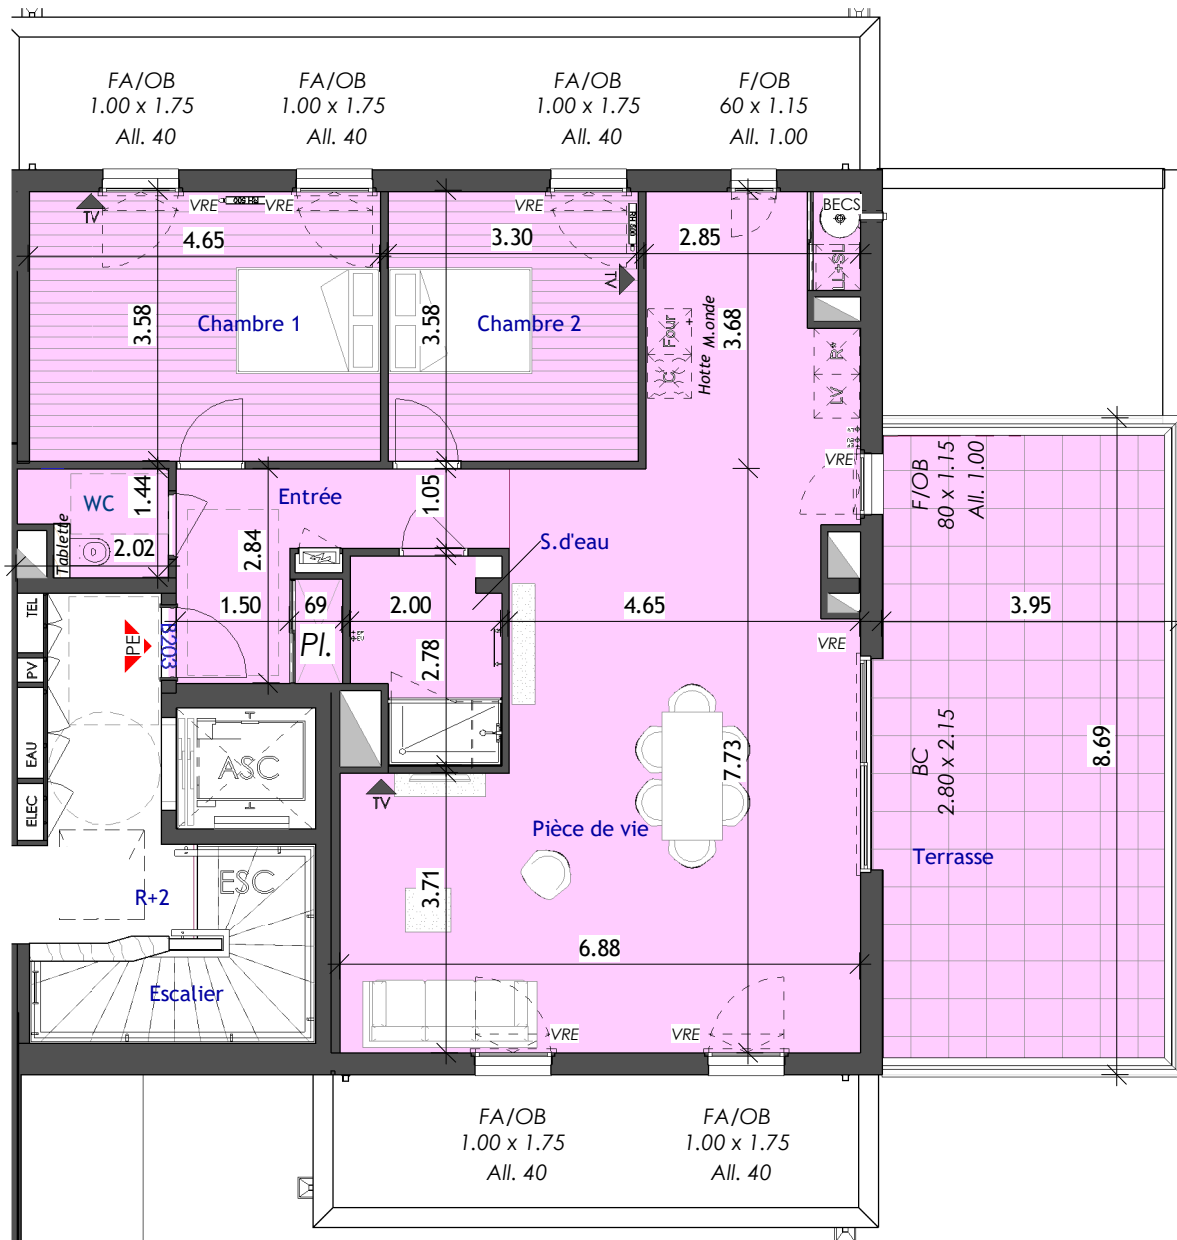 FA/OB
1.00 x 1.75
All. 40
FA/OB
1.00 x 1.75
All. 40
FA/OB
1.00 x 1.75
All. 40
F/OB
60 x 1.15
All. 1.00
TV
VRE
RH 500
VRE
VRE
RH 500
BECS
4.65
3.30
2.85
TV
LL+SL
3.58
Chambre 1
3.58
Chambre 2
Four
Hotte
M.onde
3.68
R*
C
LV
VRE
F/OB
80 x 1.15
All. 1.00
WC
1.44
Entrée
1.05
Tablette
2.02
2.84
S.d'eau
TEL
1.50
69
2.00
4.65
3.95
PE
R203
Pl.
2.78
VRE
PV
EAU
ASC
7.73
BC
2.80 x 2.15
8.69
ELEC
TV
Pièce de vie
Terrasse
ESC
R+2
3.71
6.88
Escalier
VRE
VRE
FA/OB
1.00 x 1.75
All. 40
FA/OB
1.00 x 1.75
All. 40